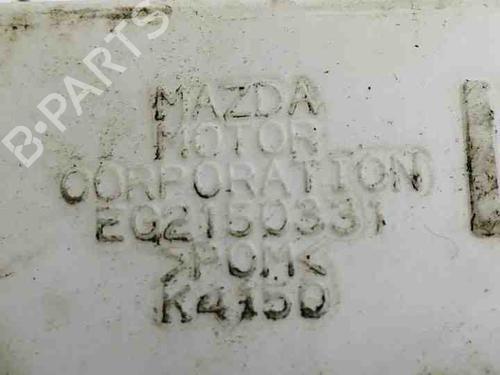 B-PARTS
MAZDA
MOTOR
CORPORATION
EG2150331
>POM<
K4150